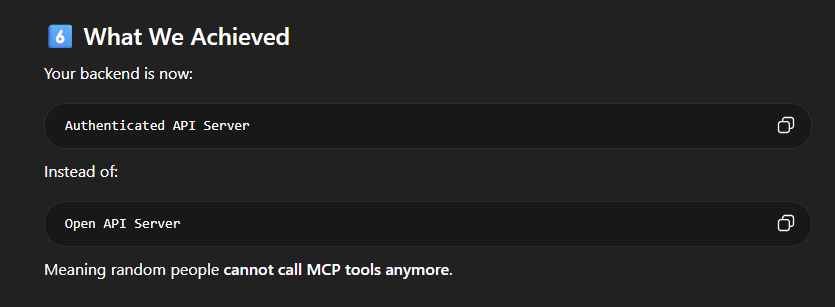 6 What We Achieved
Your backend is now:
Authenticated API Server
Instead of:
Open API Server
Meaning random people cannot call MCP tools anymore.